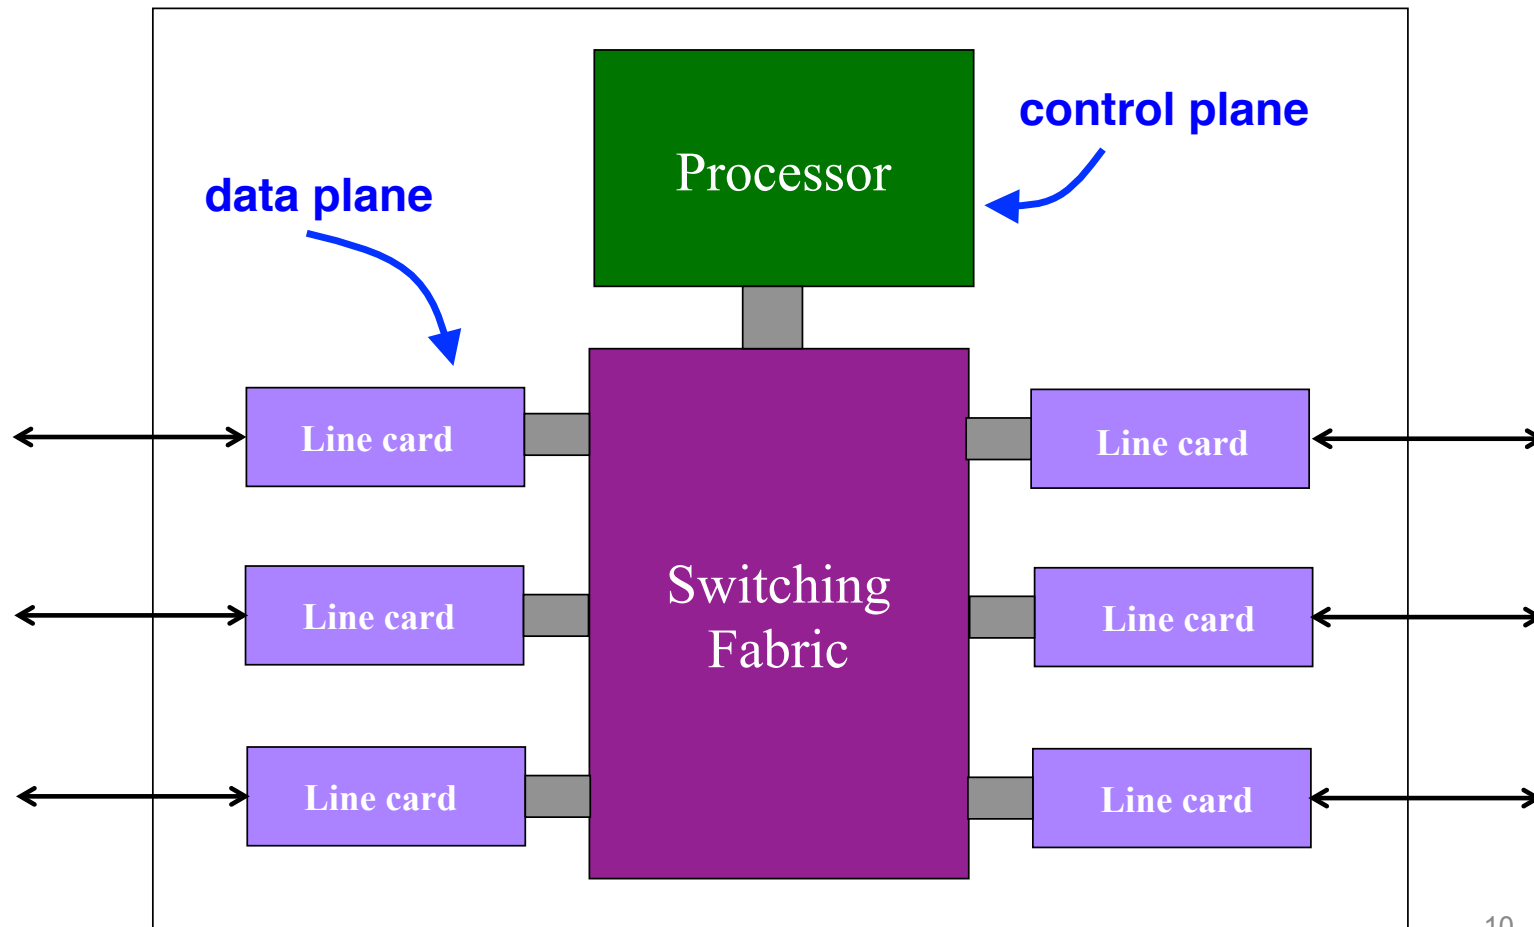 control plane
Processor
data plane
Line card
Line card
Switching
Fabric
Line card
Line card
Line card
Line card
10